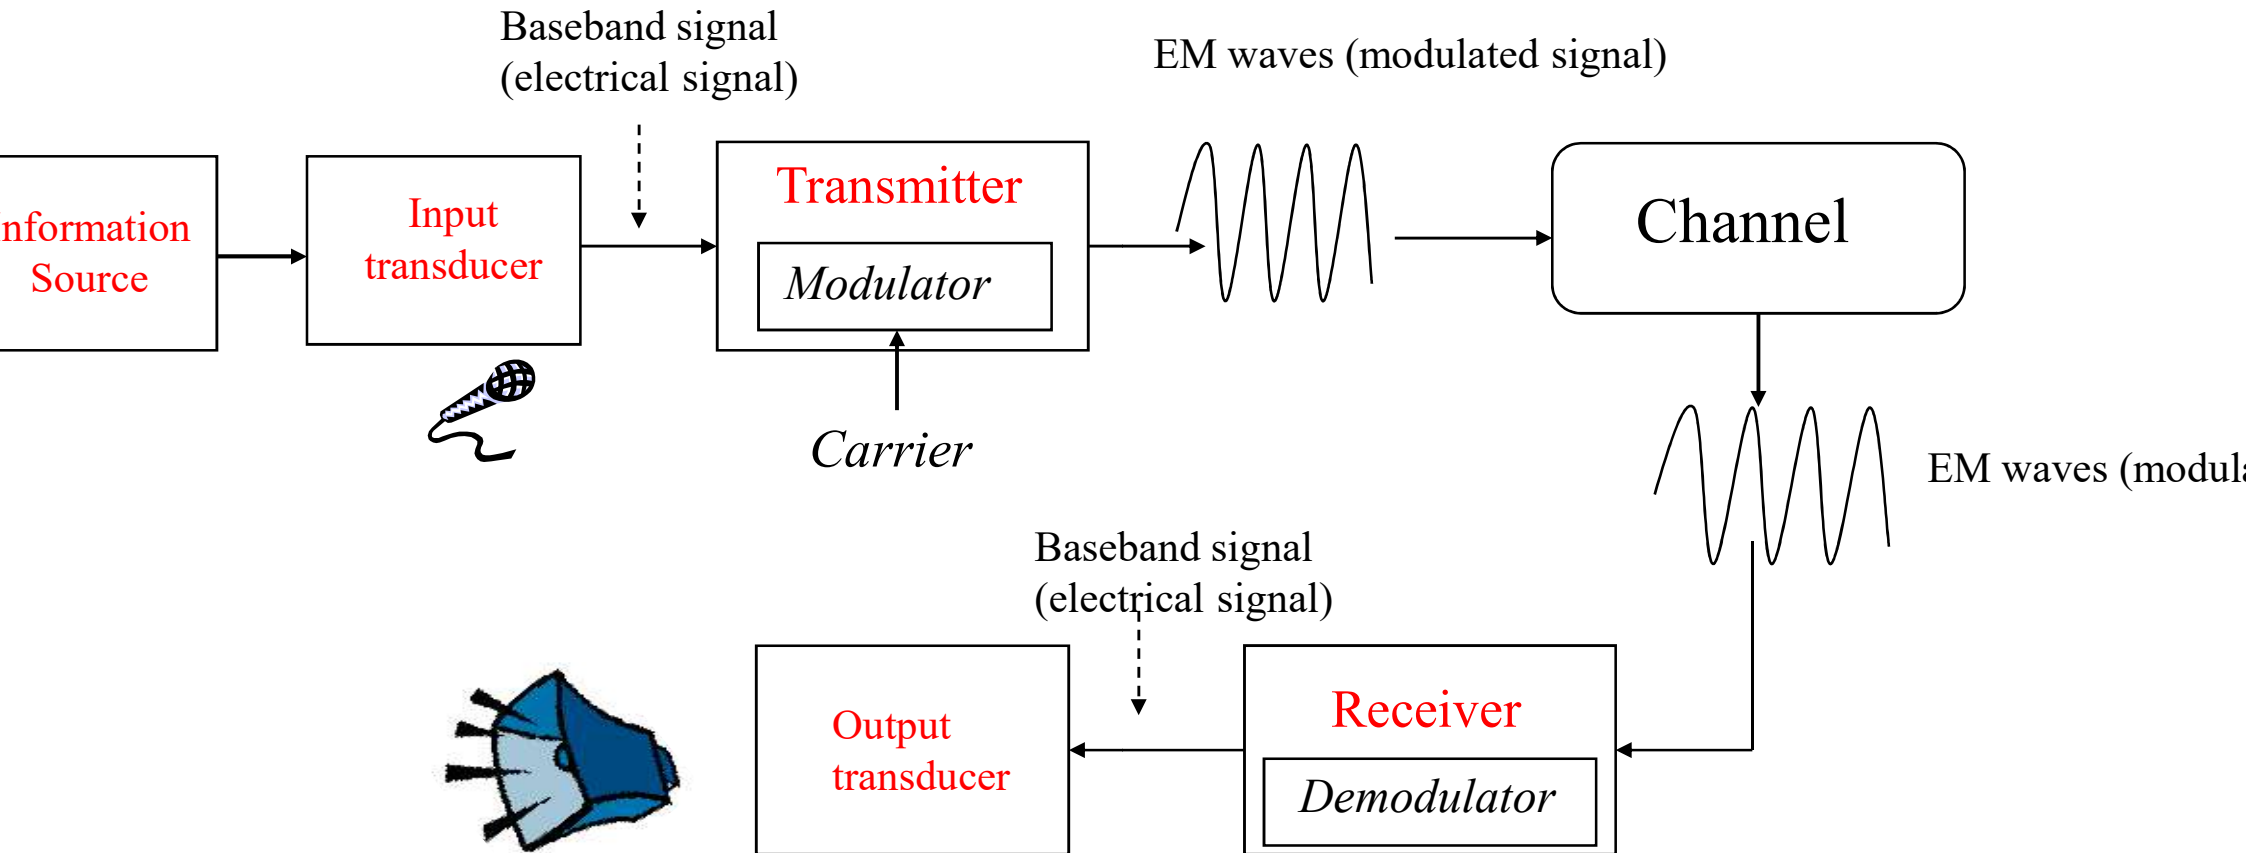 Baseband signal
(electrical signal)
EM waves (modulated signal)
nformation
Source
Input
transducer
Transmitter
Modulator
Carrier
Channel
EM waves (modula
Baseband signal
(electrical signal)
Output
transducer
Receiver
Demodulator